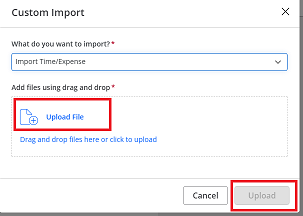 Custom Import
What do you want to import?*
Import Time/Expense
Add files using drag and drop*
Upload File
Drag and drop files here or click to upload
Cancel
Upload